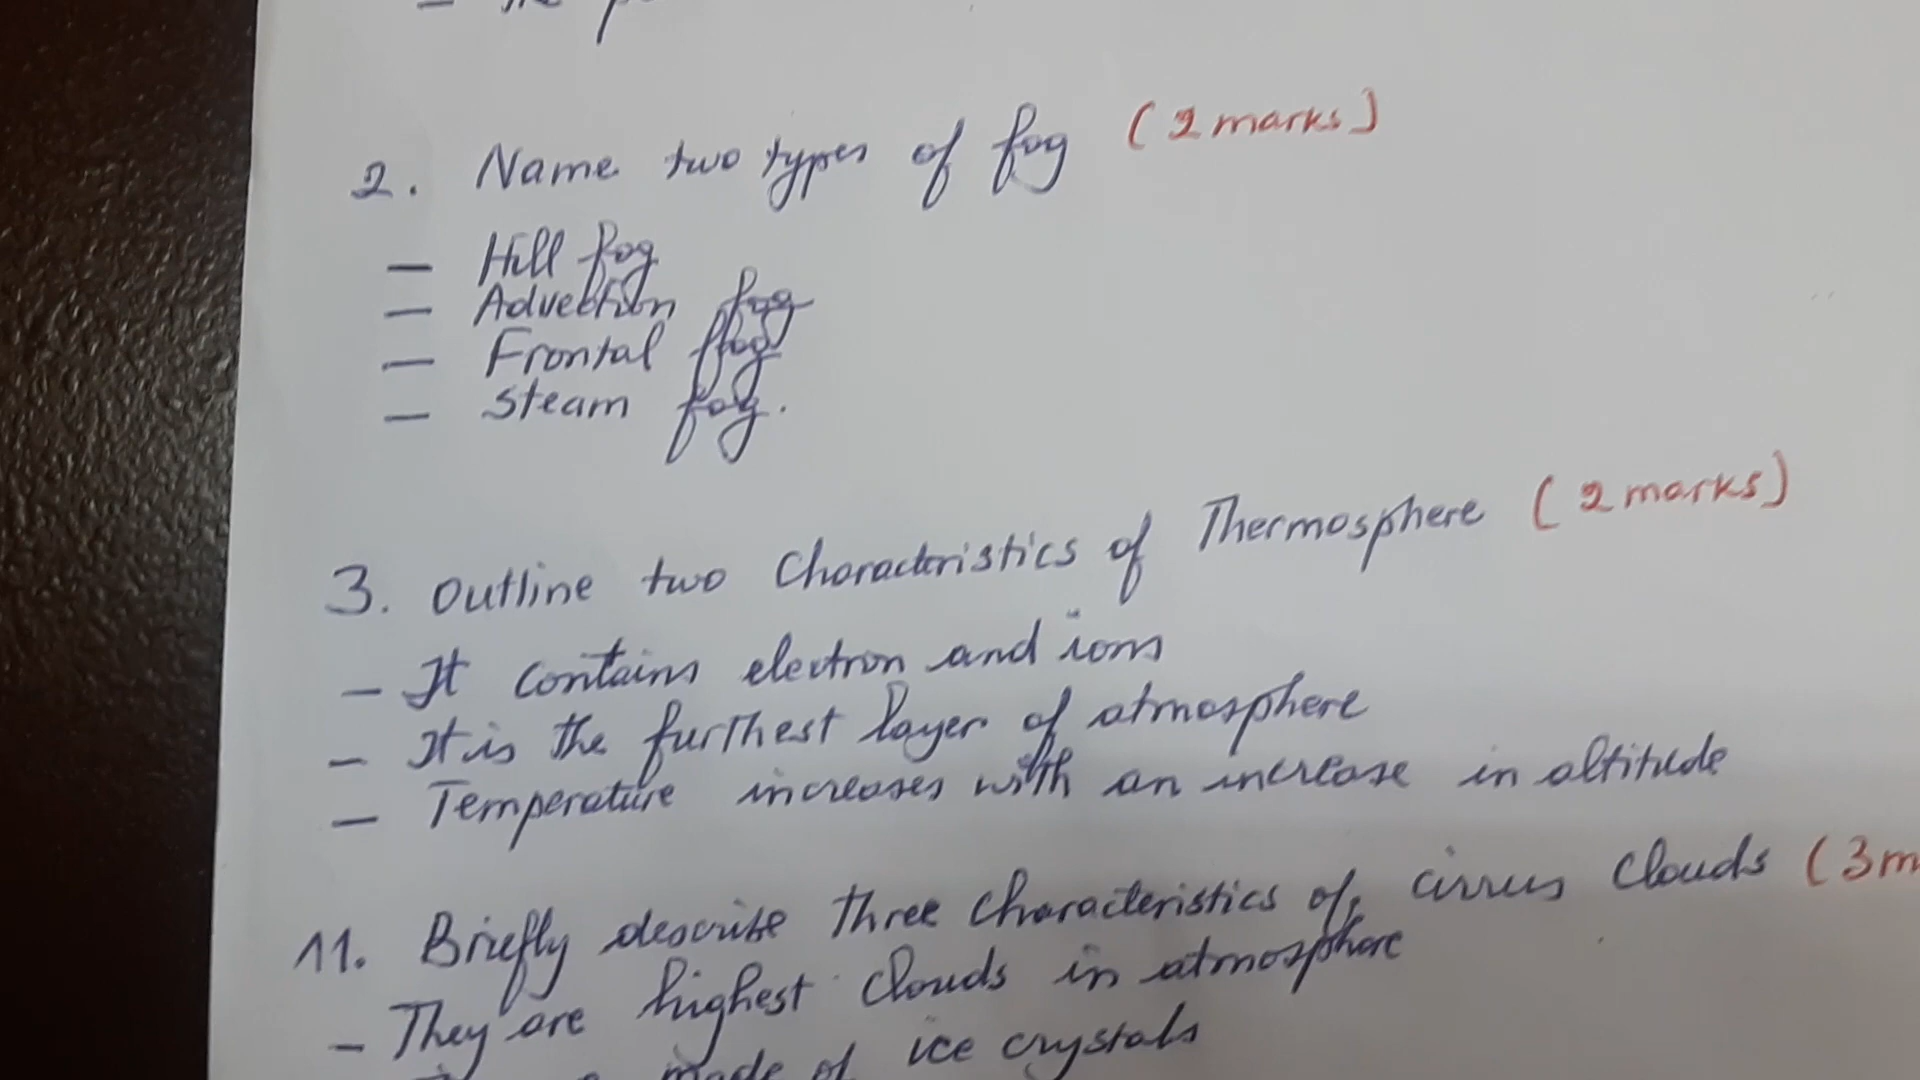 - the
2. Name two types of fog (2 marks)
- Hill fog
- Advection fog
- Frontal fog
- Steam fog.
3. Outline two Characteristics of Thermosphere (2 marks)
- It contains electron and ions
- It is the furthest layer of atmosphere
- Temperature increases with an increase in altitude
11. Briefly describe three characteristics of cirrus clouds (3m
- They are highest clouds in atmosphere
made of ice crystals